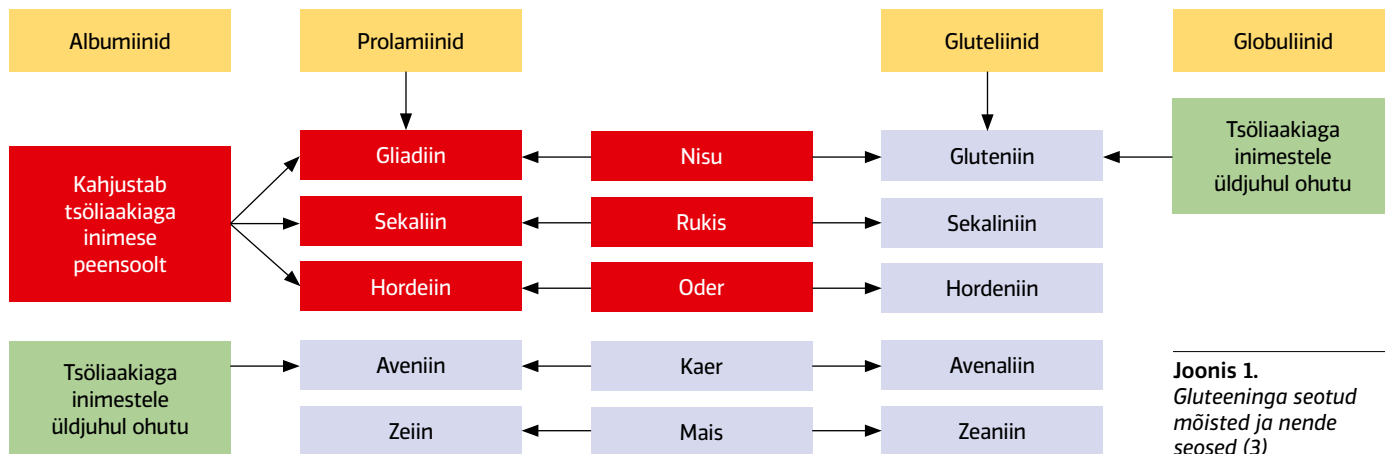 Albumiinid
Prolamiinid
Gluteliinid
Globuliinid
Kahjustab
tsöliaakiaga
inimese
peensoolt
Gliadiin
Nisu
Gluteniin
Tsöliaakiaga
inimestele
üldjuhul ohutu
Sekaliin
Rukis
Sekaliniin
Hordeiin
Oder
Hordeniin
Tsöliaakiaga
inimestele
üldjuhul ohutu
Aveniin
Kaer
Avenaliin
Zeiin
Mais
Zeaniin
Joonis 1.
Gluteeninga seotud
mõisted ja nende
seosed (3)